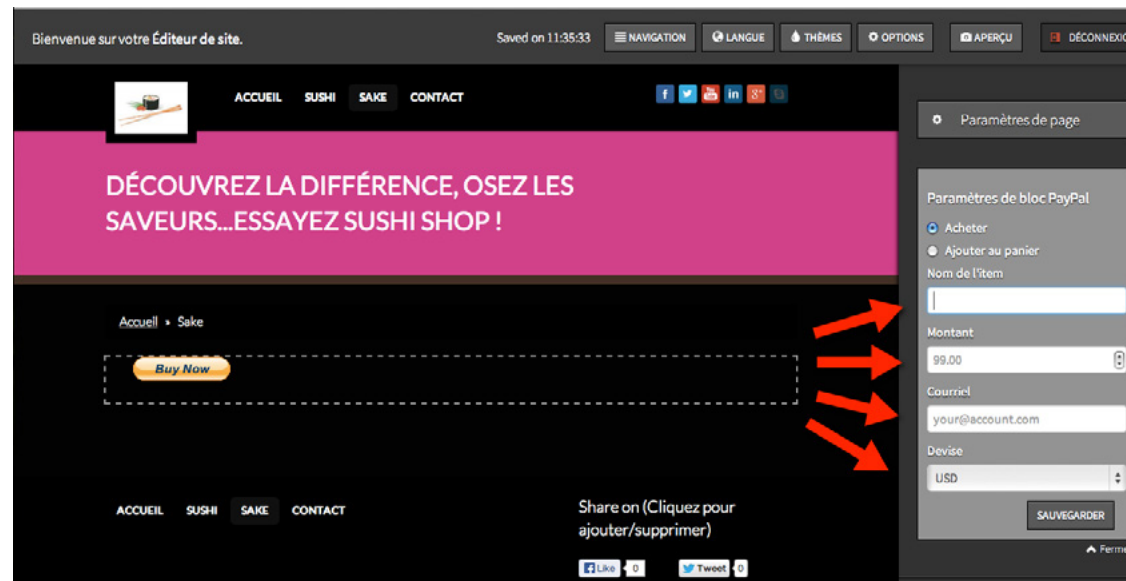 Bienvenue sur votre Éditeur de site.
Saved on 11:35:33
NAVIGATION
LANGUE
THÈMES
OPTIONS
APERÇU
DÉCONNEXIO
ACCUEIL SUSHI SAKE CONTACT
Paramètres de page
DÉCOUVREZ LA DIFFÉRENCE, OSEZ LES
SAVEURS...ESSAYEZ SUSHI SHOP !
Paramètres de bloc PayPal
Acheter
Ajouter au panier
Nom de l'item
Accueil » Sake
Buy Now
Montant
99.00
Courriel
your@account.com
Devise
USD
SAUVEGARDER
Ferme
ACCUEIL SUSHI SAKE CONTACT
Share on (Cliquez pour
ajouter/supprimer)
Like 0
Tweet 0